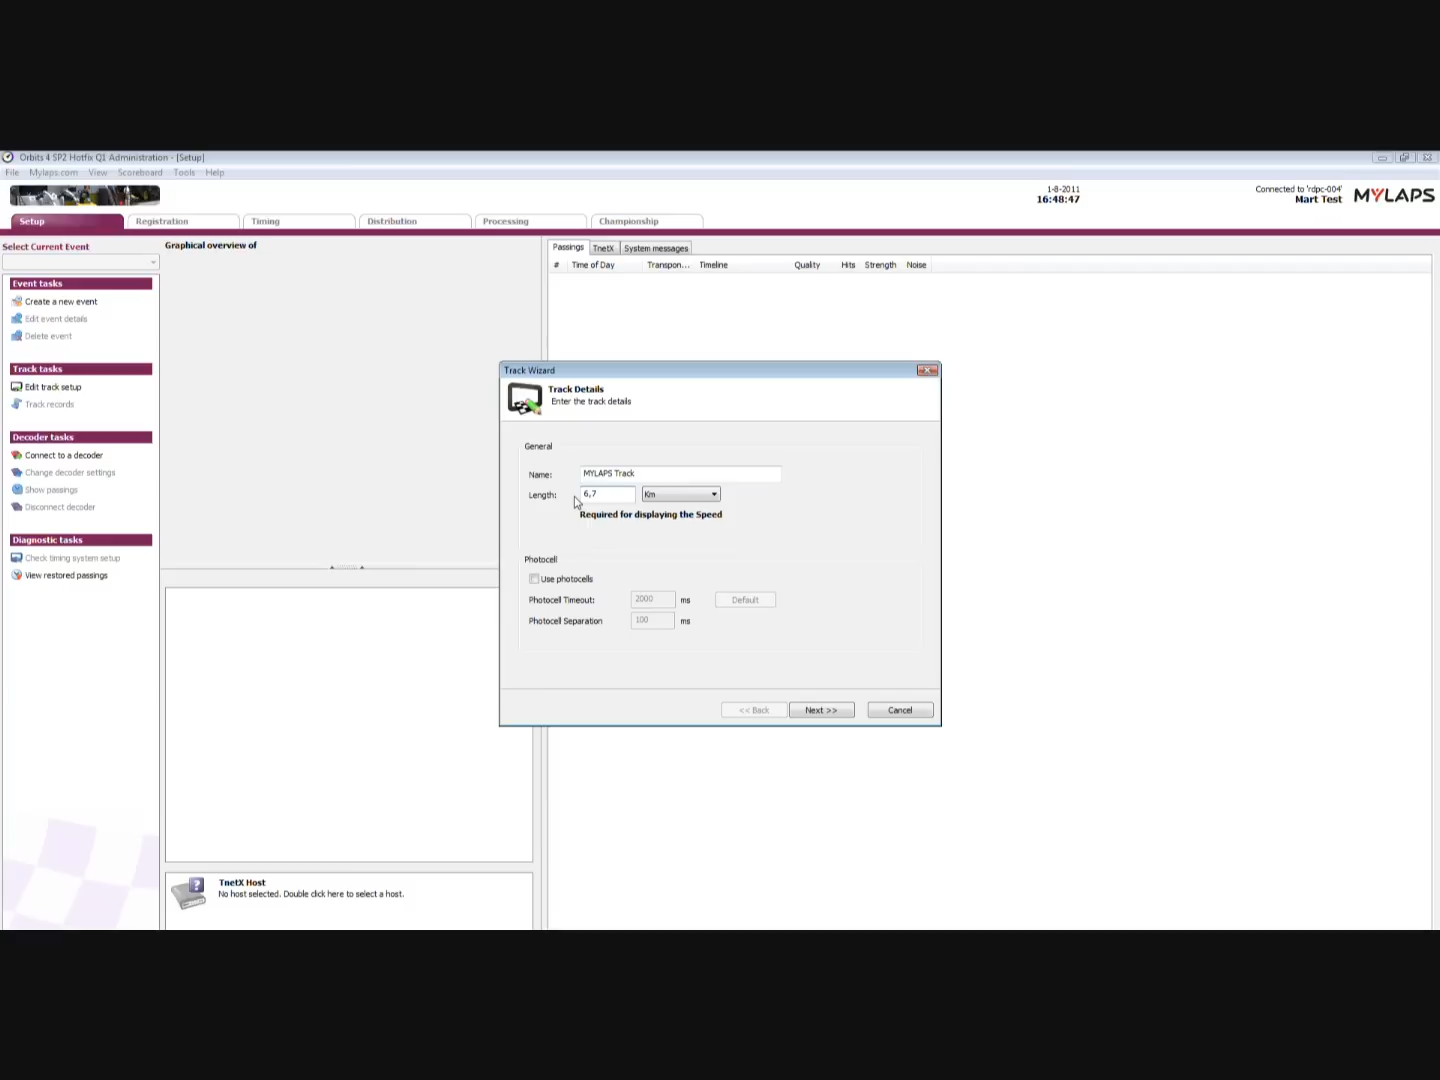 Orbits 4 SP2 Hotfix Q1 Administration - [Setup]
File Mylaps.com View Scoreboard Tools Help
1-8-2011
16:48:47
Connected to 'rdpc-004'
Mart Test
MYLAPS
Setup Registration Timing Distribution Processing Championship
Select Current Event
Graphical overview of
Passings TnetX System messages
# Time of Day Transpon... Timeline Quality Hits Strength Noise
Event tasks
Create a new event
Edit event details
Delete event
Track tasks
Edit track setup
Track records
Decoder tasks
Connect to a decoder
Change decoder settings
Show passings
Disconnect decoder
Diagnostic tasks
Check timing system setup
View restored passings
Track Wizard
Track Details
Enter the track details
General
Name: MYLAPS Track
Length: 6,7 Km
Required for displaying the Speed
Photocell
Use photocells
Photocell Timeout: 2000 ms Default
Photocell Separation 100 ms
<< Back Next >> Cancel
TnetX Host
No host selected. Double click here to select a host.